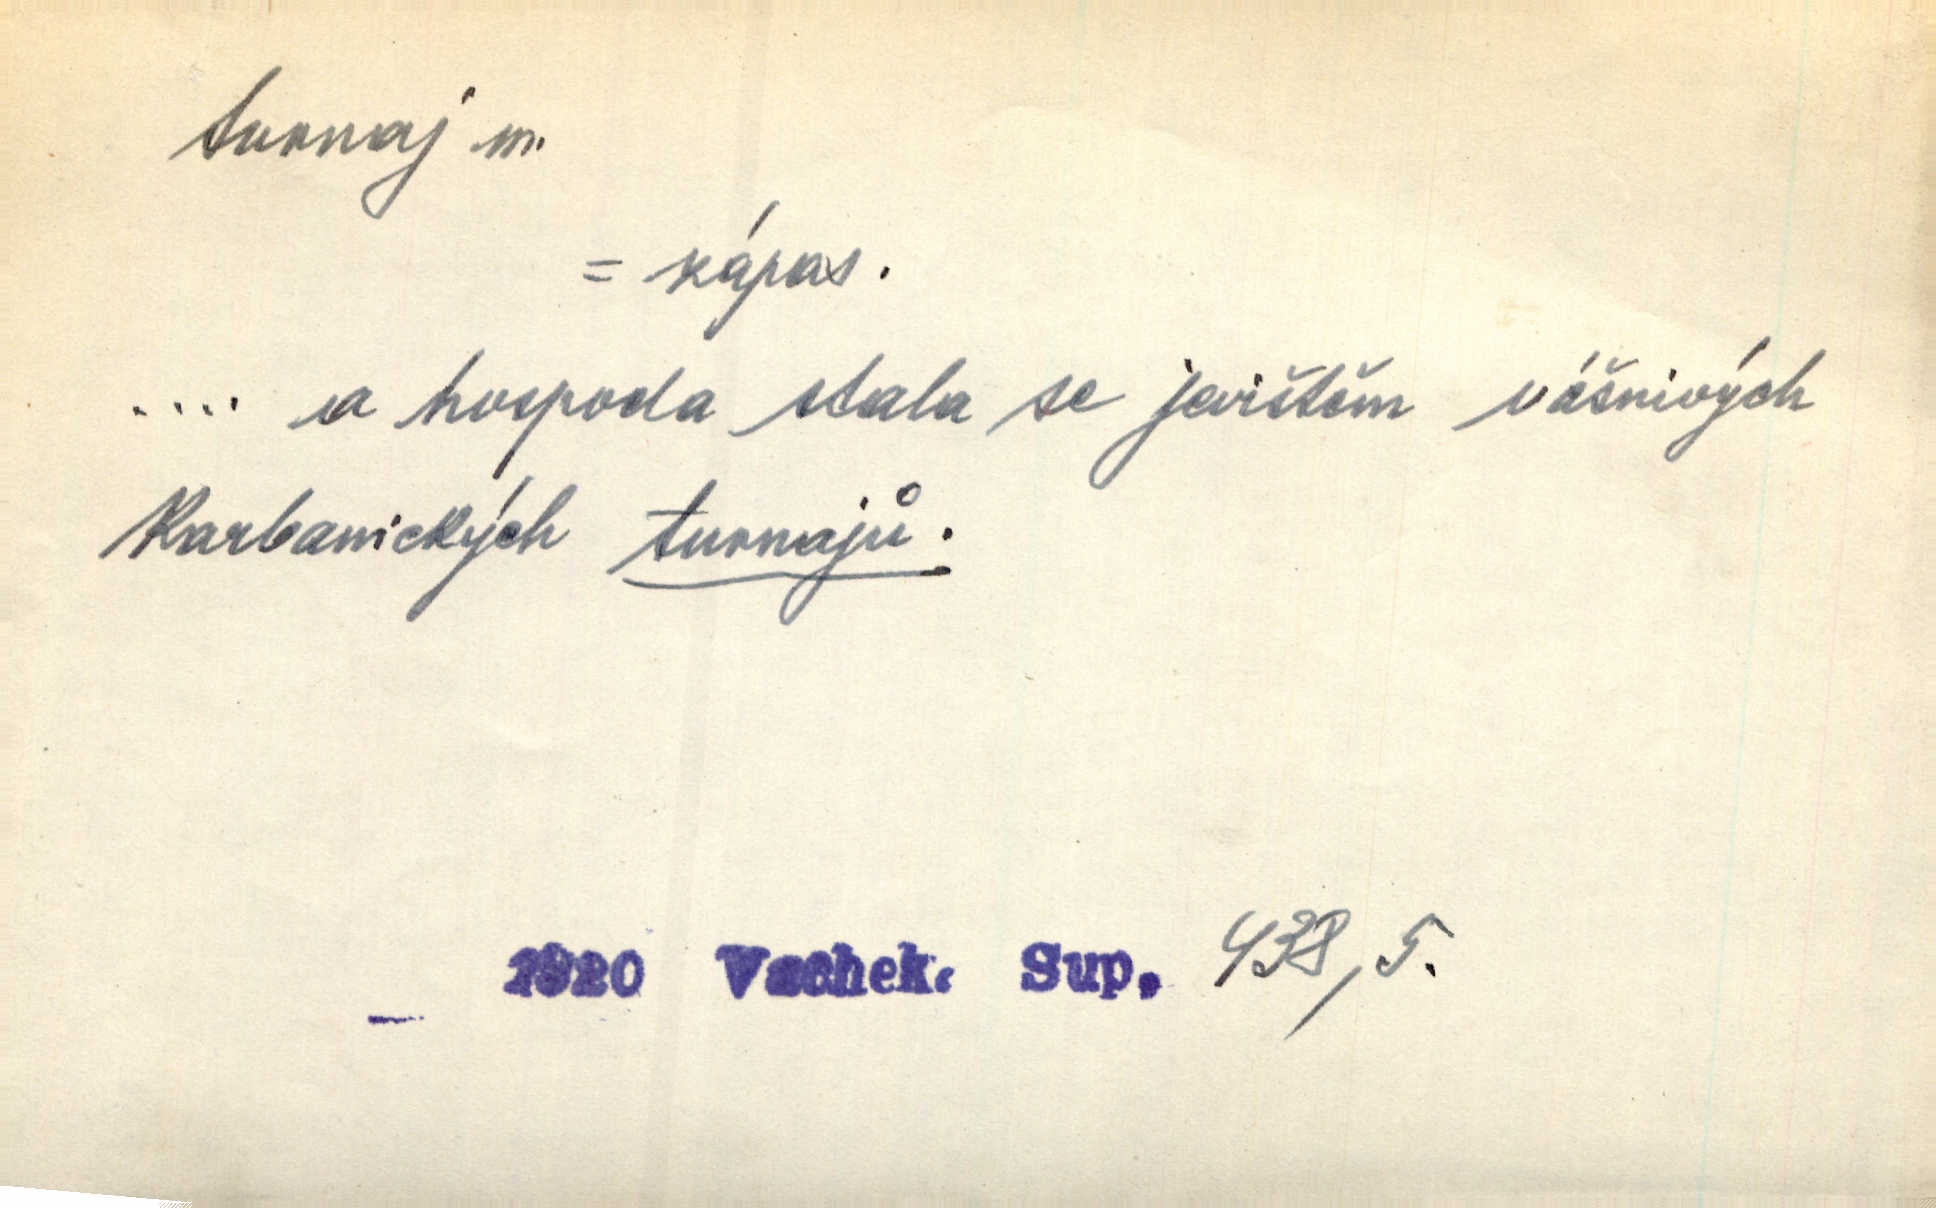 turnaj m.
= zápas.
.... a hospoda stala se jevištěm vášnivých
karbanických turnajů.
1920 Vachek. Sup. 438, 5.